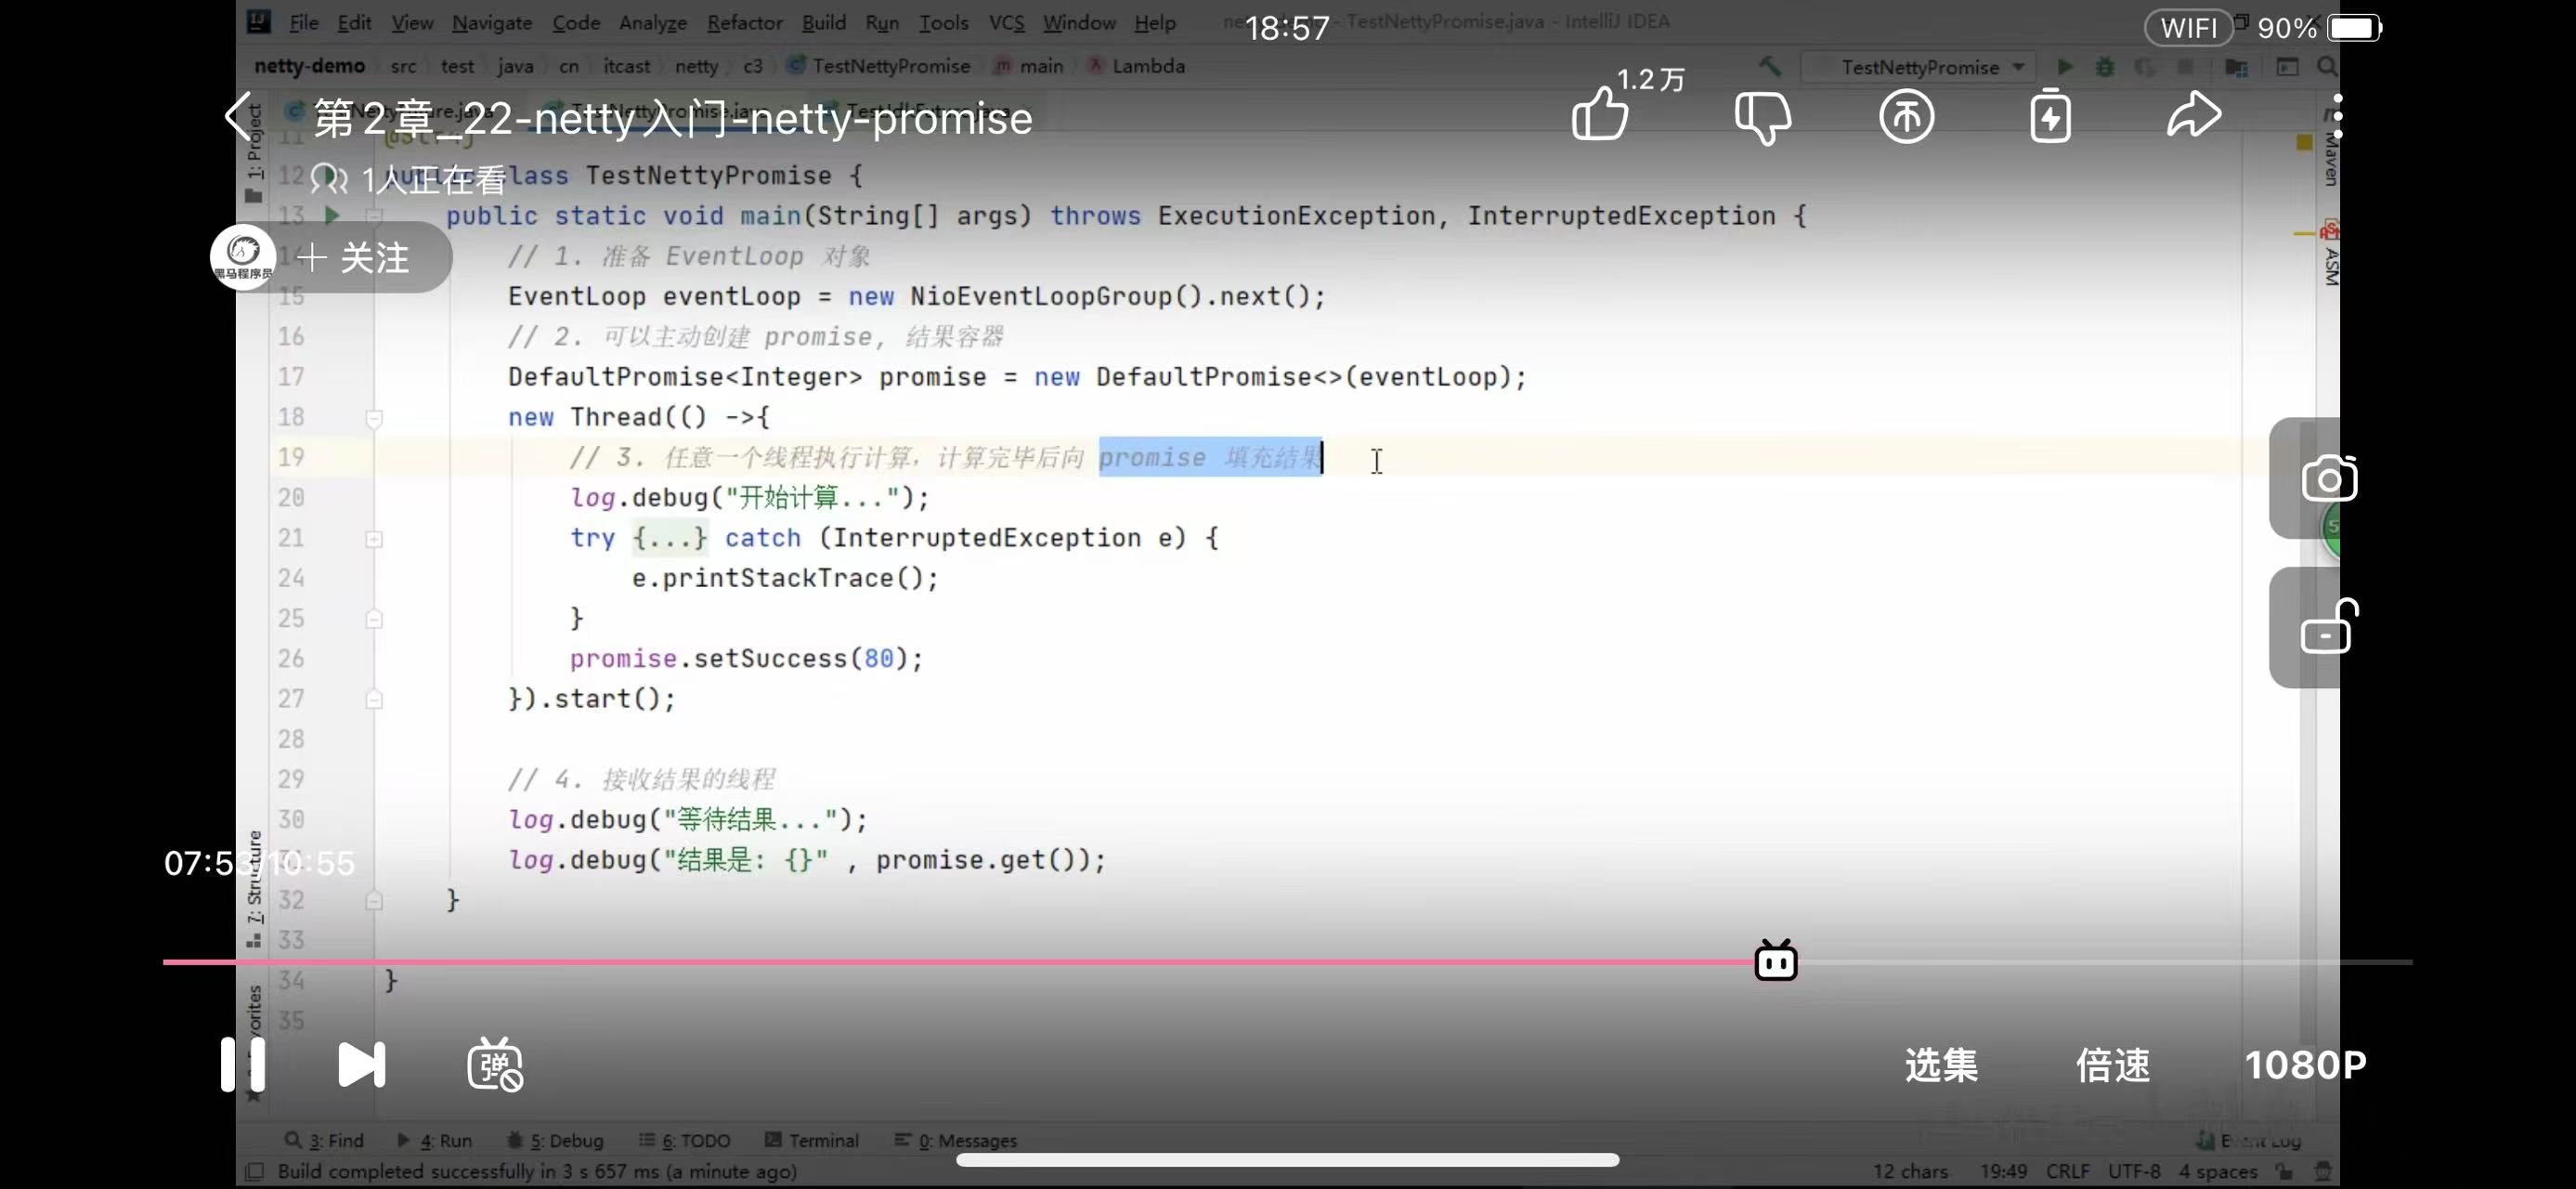 File Edit View Navigate Code Analyze Refactor Build Run Tools VCS Window Help
TestNettyPromise.java - IntelliJ IDEA
18:57
WIFI 90%
netty-demo src test java cn itcast netty c3 TestNettyPromise main Lambda
TestNettyPromise
第2章_22-netty入门-netty-promise
1.2万
1: Project
Maven
ASM
11
12 class TestNettyPromise {
1人正在看
13 public static void main(String[] args) throws ExecutionException, InterruptedException {
黑马程序员
+ 关注
14 // 1. 准备 EventLoop 对象
15 EventLoop eventLoop = new NioEventLoopGroup().next();
16 // 2. 可以主动创建 promise, 结果容器
17 DefaultPromise<Integer> promise = new DefaultPromise<>(eventLoop);
18 new Thread(() ->{
19 // 3. 任意一个线程执行计算，计算完毕后向 promise 填充结果
20 log.debug("开始计算...");
21 try {...} catch (InterruptedException e) {
24 e.printStackTrace();
25 }
26 promise.setSuccess(80);
27 }).start();
28
29 // 4. 接收结果的线程
30 log.debug("等待结果...");
log.debug("结果是: {}" , promise.get());
07:53/10:55
7: Structure
32 }
33
34 }
35
选集 倍速 1080P
弹
3: Find 4: Run 5: Debug 6: TODO Terminal 0: Messages
Build completed successfully in 3 s 657 ms (a minute ago)
12 chars 19:49 CRLF UTF-8 4 spaces